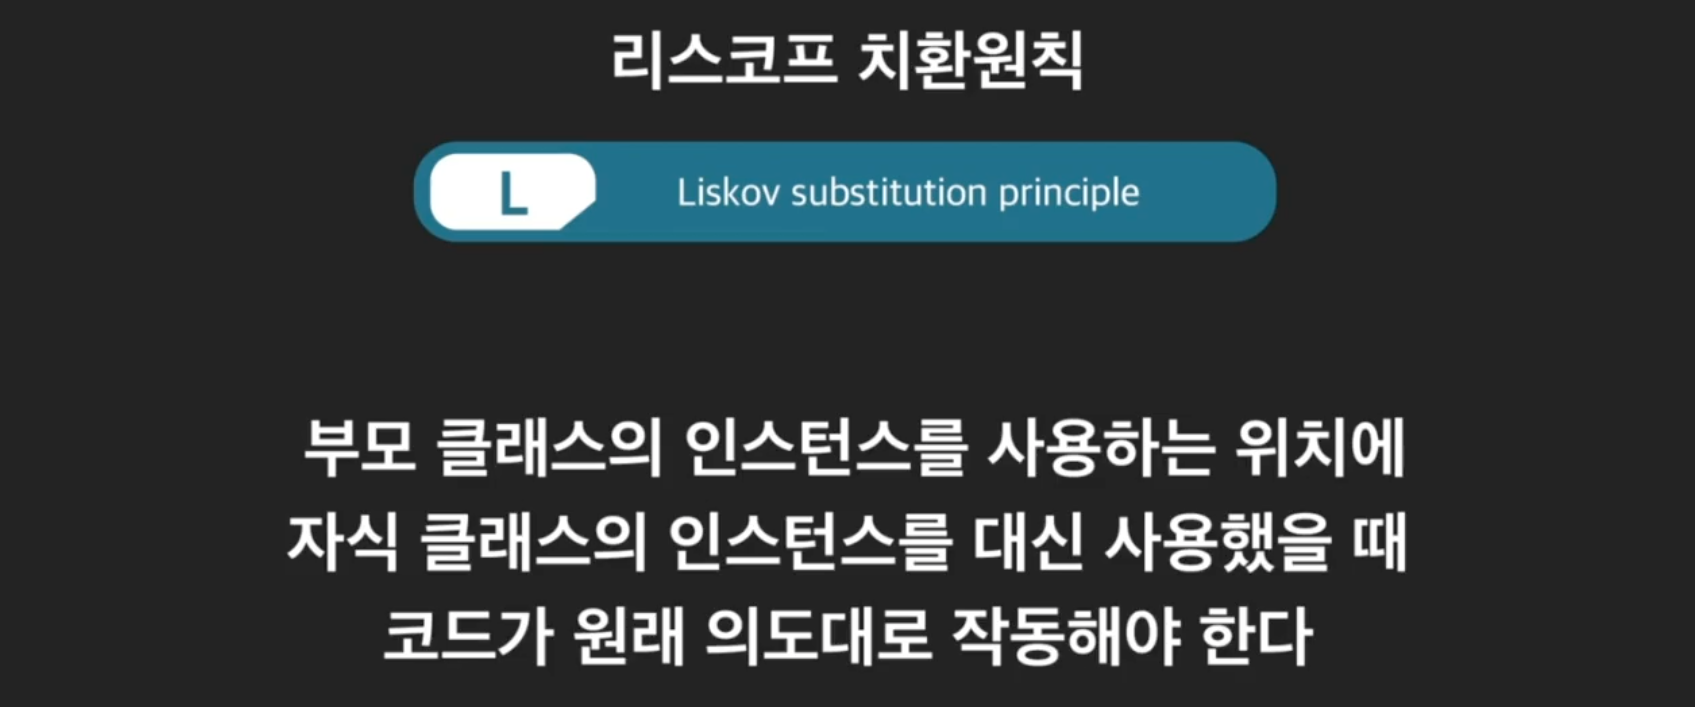 리스코프 치환원칙
L Liskov substitution principle
부모 클래스의 인스턴스를 사용하는 위치에
자식 클래스의 인스턴스를 대신 사용했을 때
코드가 원래 의도대로 작동해야 한다